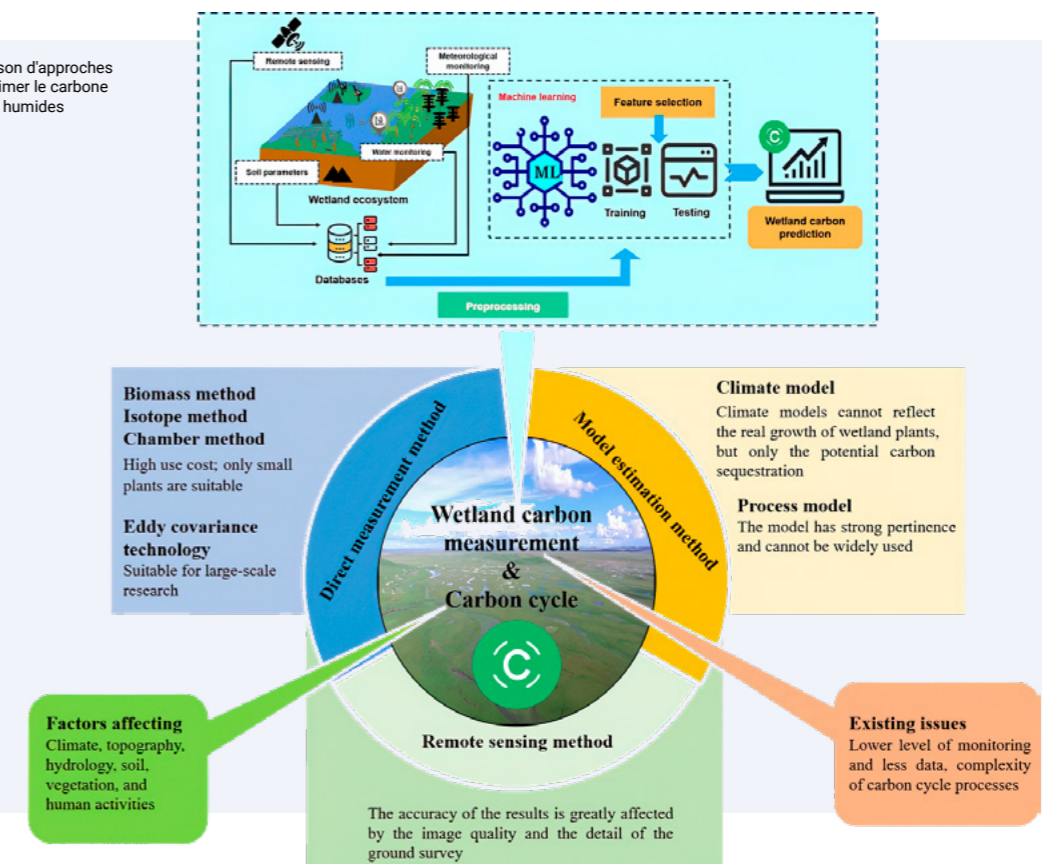 son d'approches
imer le carbone
humides
Remote sensing
Meteorological
monitoring
Water monitoring
Soil parameters
Wetland ecosystem
Databases
Machine learning
Feature selection
ML
Training
Testing
C
Wetland carbon
prediction
Preprocessing
Biomass method
Isotope method
Chamber method
High use cost; only small
plants are suitable
Eddy covariance
technology
Suitable for large-scale
research
Direct measurement method
Model estimation method
Climate model
Climate models cannot reflect
the real growth of wetland plants,
but only the potential carbon
sequestration
Process model
The model has strong pertinence
and cannot be widely used
Wetland carbon
measurement
&
Carbon cycle
C
Remote sensing method
Factors affecting
Climate, topography,
hydrology, soil,
vegetation, and
human activities
Existing issues
Lower level of monitoring
and less data, complexity
of carbon cycle processes
The accuracy of the results is greatly affected
by the image quality and the detail of the
ground survey